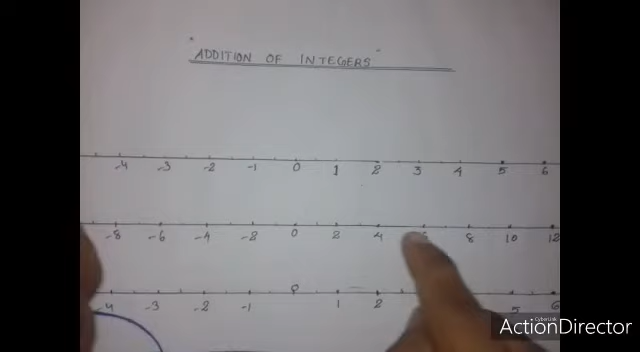 "ADDITION OF INTEGERS"
-4 -3 -2 -1 0 1 2 3 4 5 6
-8 -6 -4 -2 0 2 4 8 10 12
-4 -3 -2 -1 0 1 2 5 6
CyberLink
ActionDirector